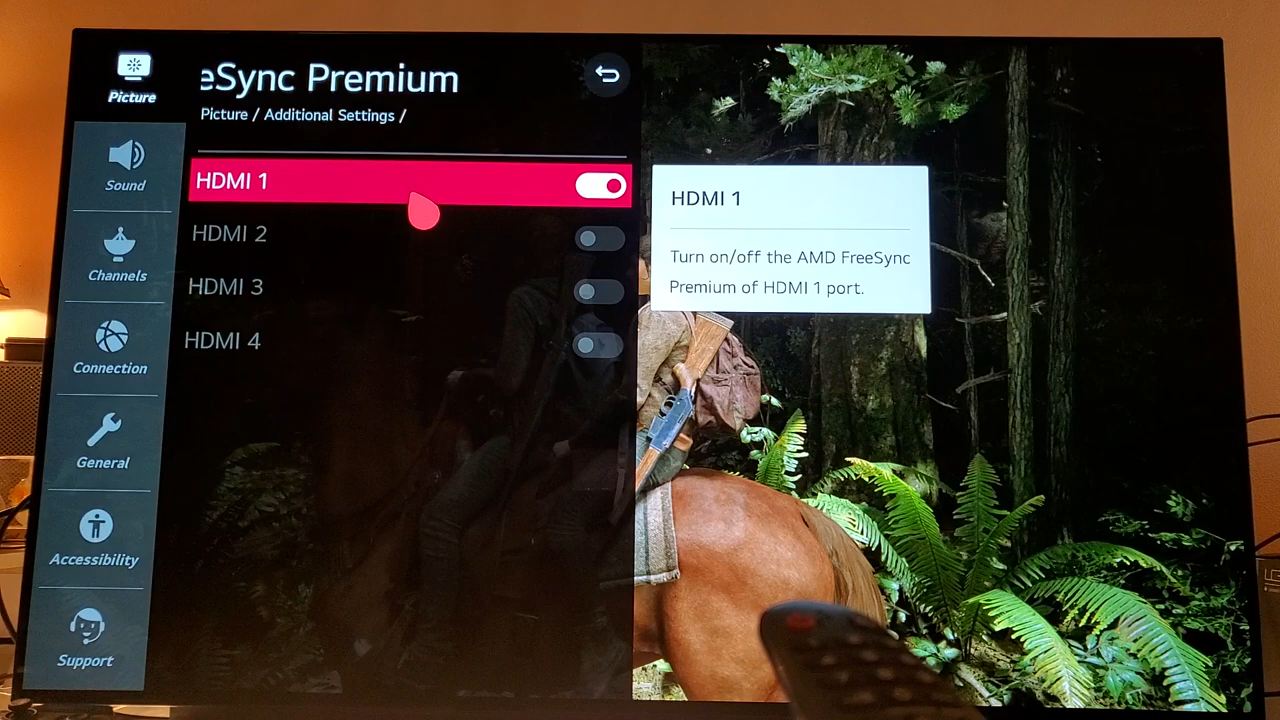 eSync Premium
Picture / Additional Settings /
Picture
Sound
Channels
Connection
General
Accessibility
Support
HDMI 1
HDMI 2
HDMI 3
HDMI 4
HDMI 1
Turn on/off the AMD FreeSync
Premium of HDMI 1 port.